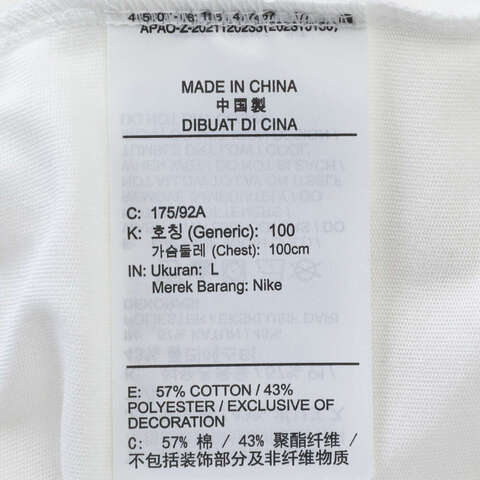 MADE IN CHINA
中国製
DIBUAT DI CINA
C: 175/92A
K: 호칭 (Generic): 100
가슴둘레 (Chest): 100cm
IN: Ukuran: L
Merek Barang: Nike
E: 57% COTTON / 43%
POLYESTER / EXCLUSIVE OF
DECORATION
C: 57% 棉 / 43% 聚酯纤维 /
不包括装饰部分及非纤维物质